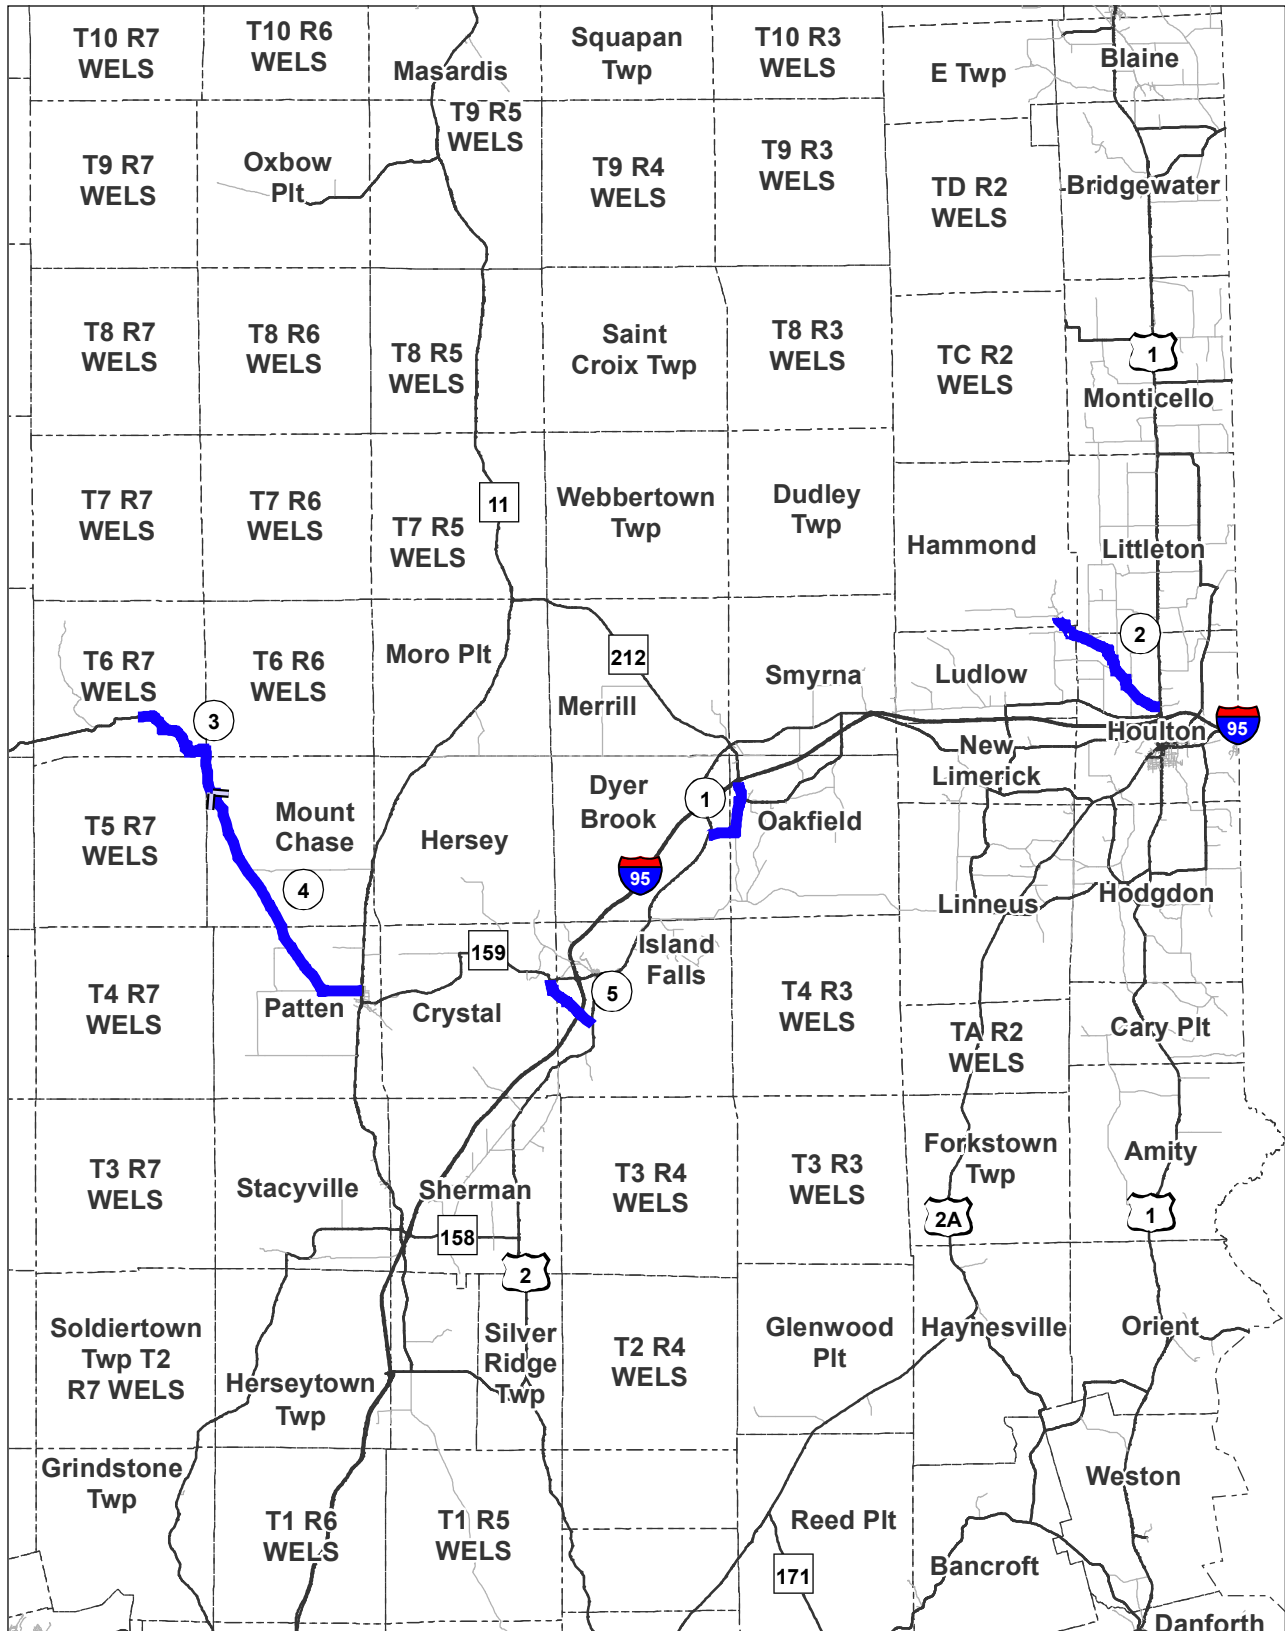 T10 R7
WELS
T10 R6
WELS
Masardis
Squapan
Twp
T10 R3
WELS
E Twp
Blaine
T9 R7
WELS
Oxbow
Plt
T9 R5
WELS
T9 R4
WELS
T9 R3
WELS
TD R2
WELS
Bridgewater
T8 R7
WELS
T8 R6
WELS
T8 R5
WELS
Saint
Croix Twp
T8 R3
WELS
TC R2
WELS
1
Monticello
T7 R7
WELS
T7 R6
WELS
T7 R5
WELS
11
Webbertown
Twp
Dudley
Twp
Hammond
Littleton
T6 R7
WELS
T6 R6
WELS
Moro Plt
212
Merrill
Smyrna
Ludlow
2
3
Houlton
95
New
Limerick
T5 R7
WELS
Mount
Chase
Hersey
Dyer
Brook
1
Oakfield
4
95
Linneus
Hodgdon
T4 R7
WELS
Patten
159
Crystal
Island
Falls
5
T4 R3
WELS
TA R2
WELS
Cary Plt
T3 R7
WELS
Stacyville
Sherman
158
T3 R4
WELS
T3 R3
WELS
Forkstown
Twp
Amity
2A
1
2
Soldiertown
Twp T2
R7 WELS
Herseytown
Twp
Silver
Ridge
Twp
T2 R4
WELS
Glenwood
Plt
Haynesville
Orient
Grindstone
Twp
T1 R6
WELS
T1 R5
WELS
Reed Plt
171
Weston
Bancroft
Danforth